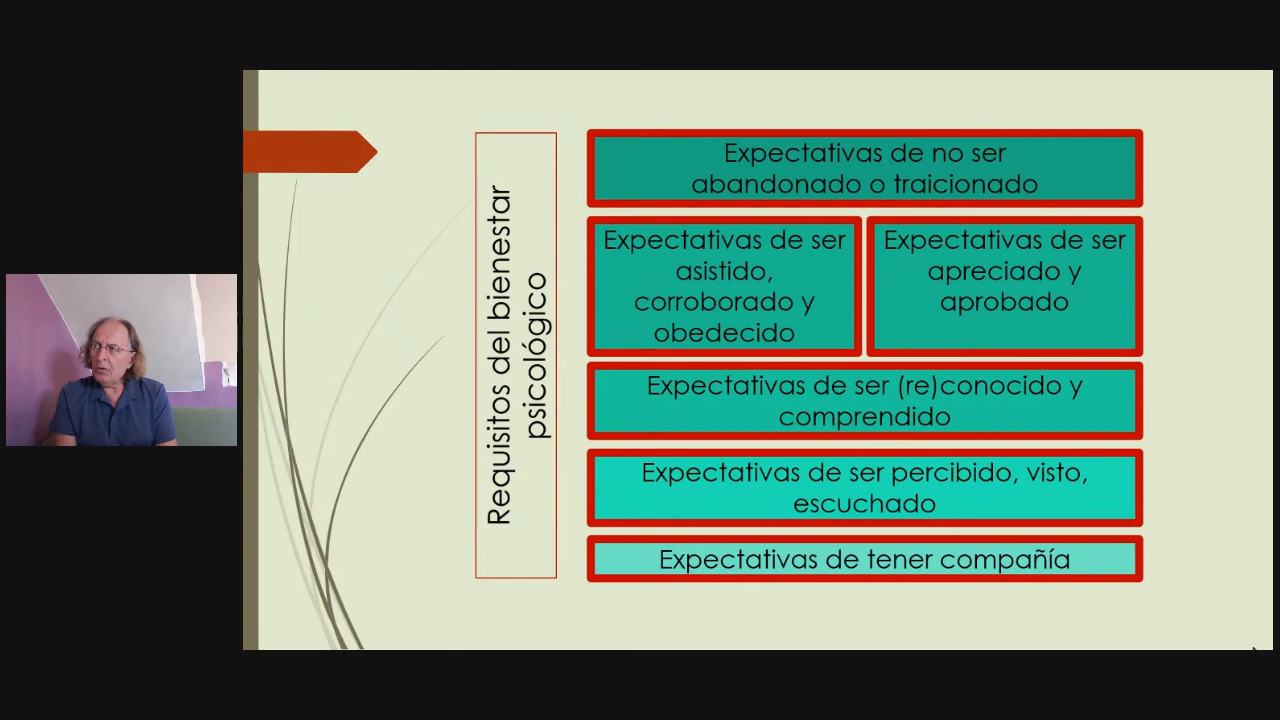 Requisitos del bienestar
psicológico
Expectativas de no ser
abandonado o traicionado
Expectativas de ser
asistido,
corroborado y
obedecido
Expectativas de ser
apreciado y
aprobado
Expectativas de ser (re)conocido y
comprendido
Expectativas de ser percibido, visto,
escuchado
Expectativas de tener compañía